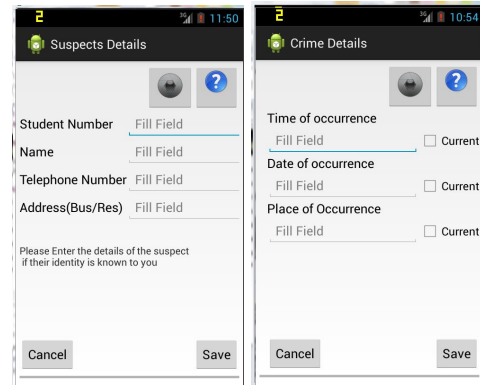 2
3G 11:50
Suspects Details
?
Student Number Fill Field
Name Fill Field
Telephone Number Fill Field
Address(Bus/Res) Fill Field
Please Enter the details of the suspect
if their identity is known to you
Cancel Save
2
3G 10:54
Crime Details
?
Time of occurrence
Fill Field Current
Date of occurrence
Fill Field Current
Place of Occurrence
Fill Field Current
Cancel Save